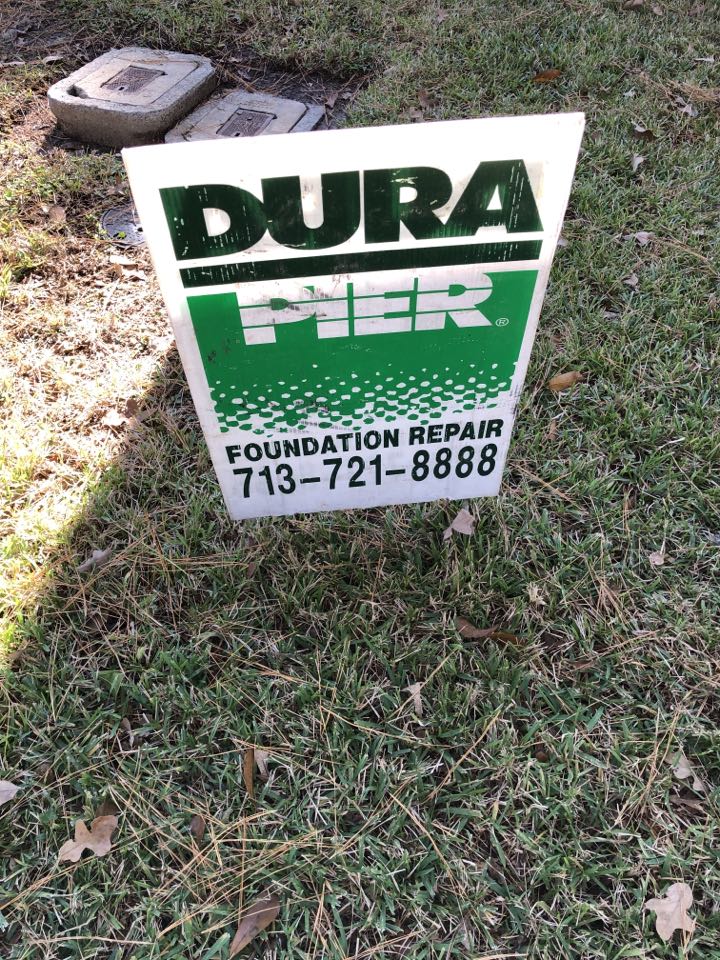 DURA
PIER®
FOUNDATION REPAIR
713-721-8888